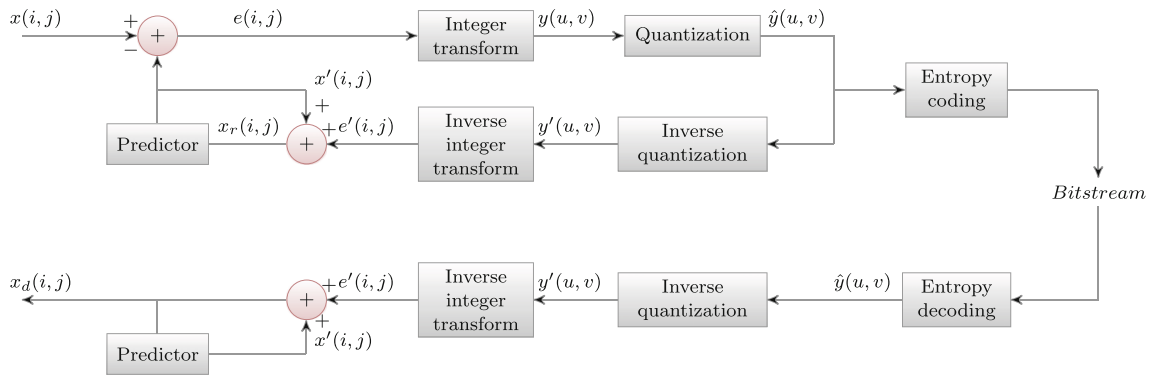 x(i, j)
+
−
+
e(i, j)
Integer
transform
y(u, v)
Quantization
ŷ(u, v)
Entropy
coding
x′(i, j)
+
Predictor
x_r(i, j)
+
+
e′(i, j)
Inverse
integer
transform
y′(u, v)
Inverse
quantization
Bitstream
x_d(i, j)
+
+
e′(i, j)
Inverse
integer
transform
y′(u, v)
Inverse
quantization
ŷ(u, v)
Entropy
decoding
+
x′(i, j)
Predictor